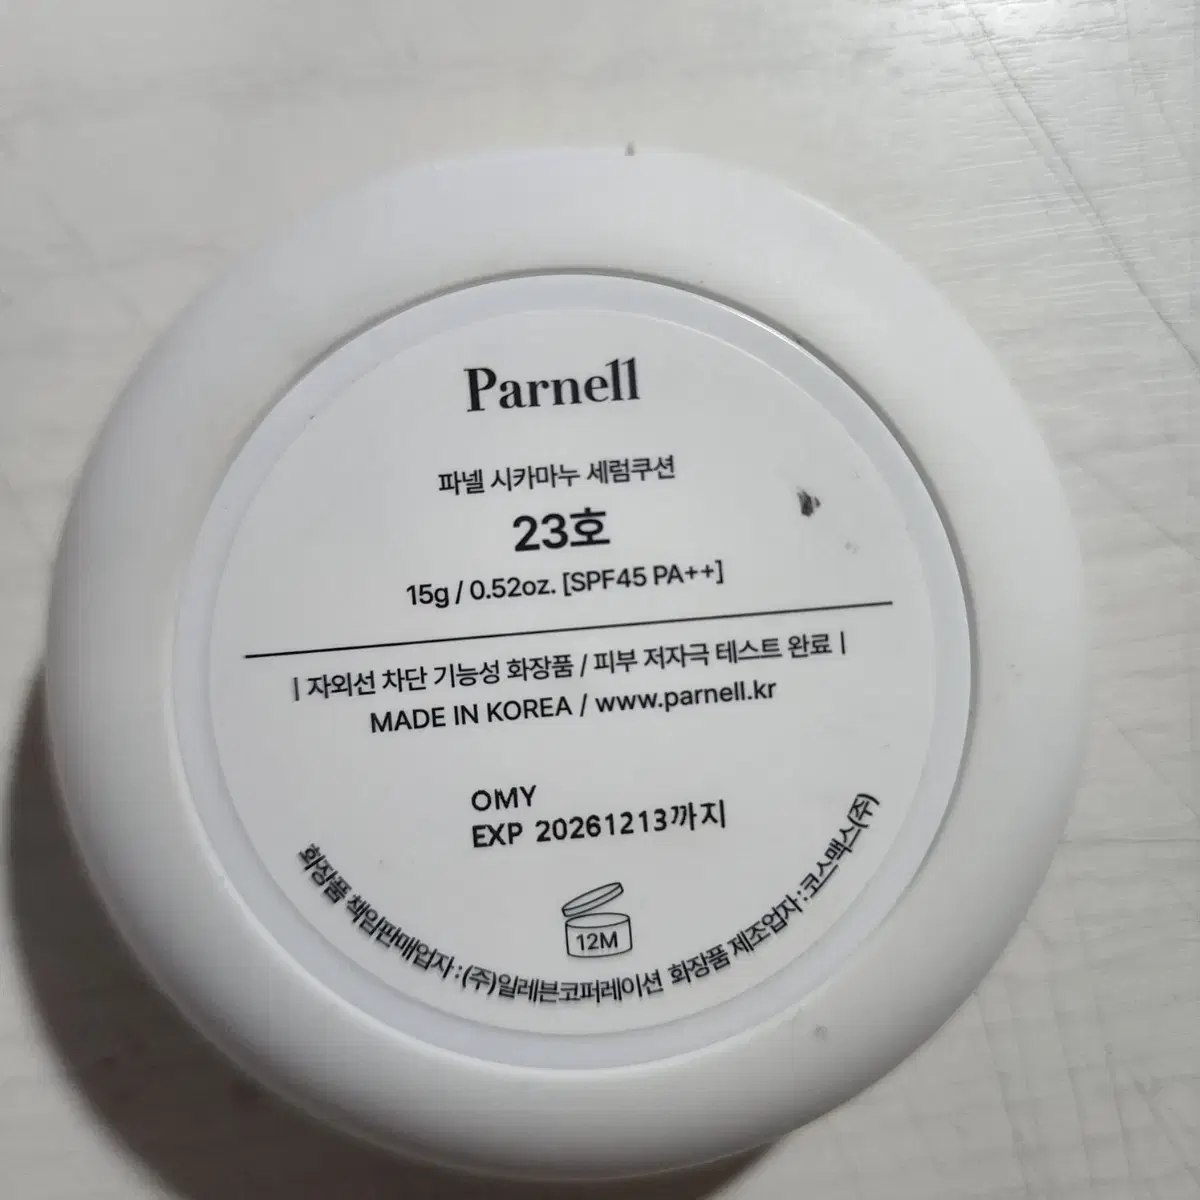 Parnell
파넬 시카마누 세럼쿠션
23호
15g / 0.52oz. [SPF45 PA++]
| 자외선 차단 기능성 화장품 / 피부 저자극 테스트 완료 |
MADE IN KOREA / www.parnell.kr
OMY
EXP 20261213까지
12M
화장품 책임판매업자 : (주)일레븐코퍼레이션 화장품 제조업자 : 코스맥스(주)